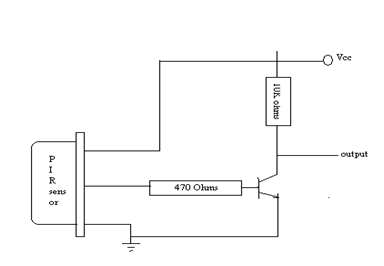 Vcc
10K ohms
output
P
I
R
sens
or
470 Ohms